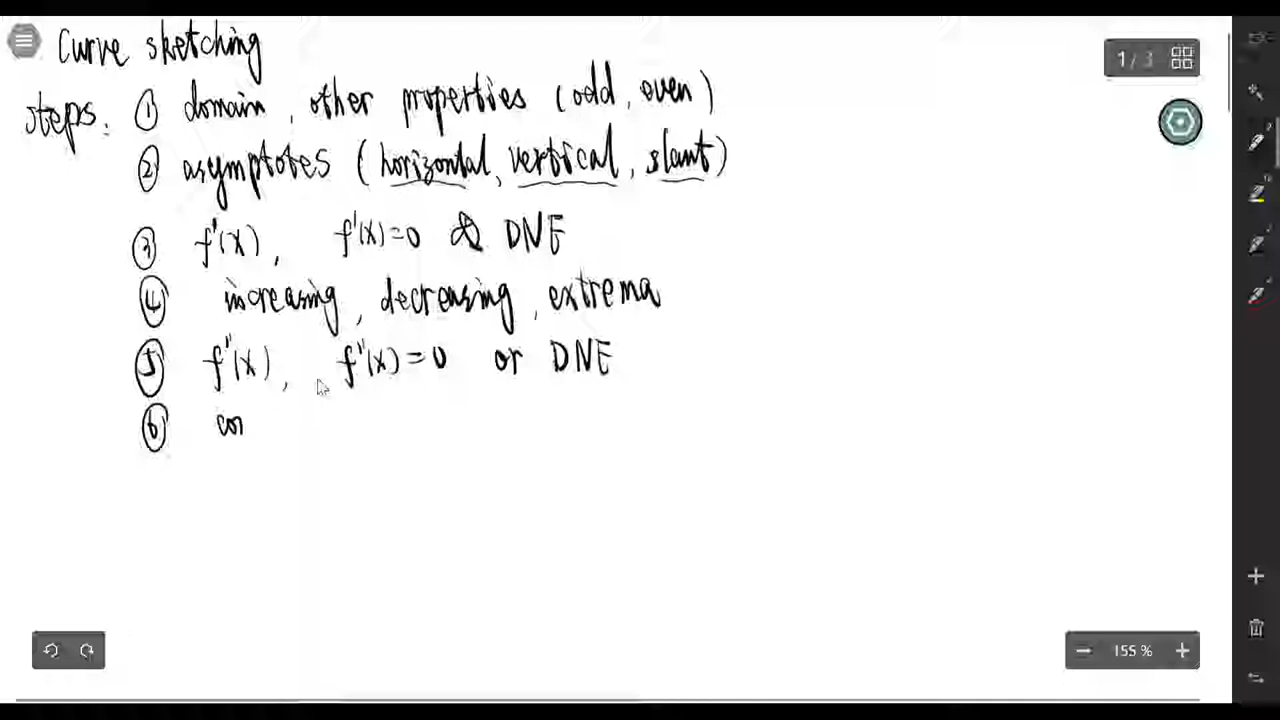 Curve sketching
1 / 3
steps: ① domain, other properties (odd, even)
② asymptotes (horizontal, vertical, slant)
③ f'(x), f'(x)=0 DNE
④ increasing, decreasing, extrema
⑤ f''(x), f''(x)=0 or DNE
⑥ con
155 %